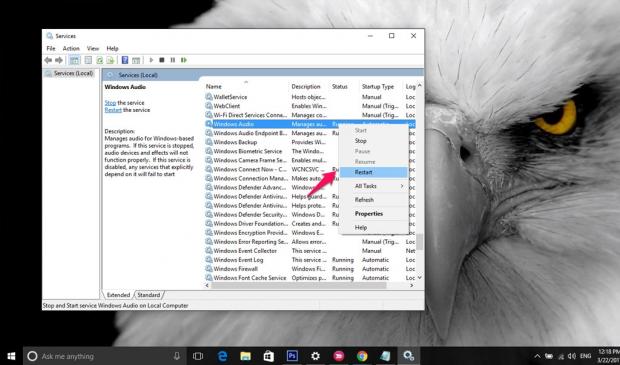 Services
File Action View Help
Services (Local)
Services (Local)
Windows Audio
Stop the service
Restart the service
Description:
Manages audio for Windows-based
programs. If this service is stopped,
audio devices and effects will not
function properly. If this service is
disabled, any services that explicitly
depend on it will fail to start
Name Description Status Startup Type Log
WalletService Hosts objec... Manual Loc
WebClient Enables Win... Manual (Trig... Loc
Wi-Fi Direct Services Conne... Manages co... Manual (Trig... Loc
Windows Audio Manages au...
Windows Audio Endpoint B... Manages au...
Windows Backup Provides Wi...
Windows Biometric Service The Windo...
Windows Camera Frame Se... Enables mul...
Windows Connect Now - C... WCNCSVC ...
Windows Connection Mana... Makes auto...
Windows Defender Advanc... Windows
Windows Defender Antiviru... Helps guard...
Windows Defender Antiviru... Helps prote...
Windows Defender Security... Windows D...
Windows Driver Foundation... Creates and...
Windows Encryption Provid... Windows E...
Windows Error Reporting Se... Allows error... Manual (Trig... Loc
Windows Event Collector This service ... Manual Net
Windows Event Log This service ... Running Automatic Loc
Windows Firewall Windows Fi... Running Automatic Loc
Windows Font Cache Service Optimizes p... Running Automatic Loc
Start
Stop
Pause
Resume
Restart
All Tasks
Refresh
Properties
Help
Extended Standard
Stop and Start service Windows Audio on Local Computer
Ask me anything
Ps
ENG
12:18 PM